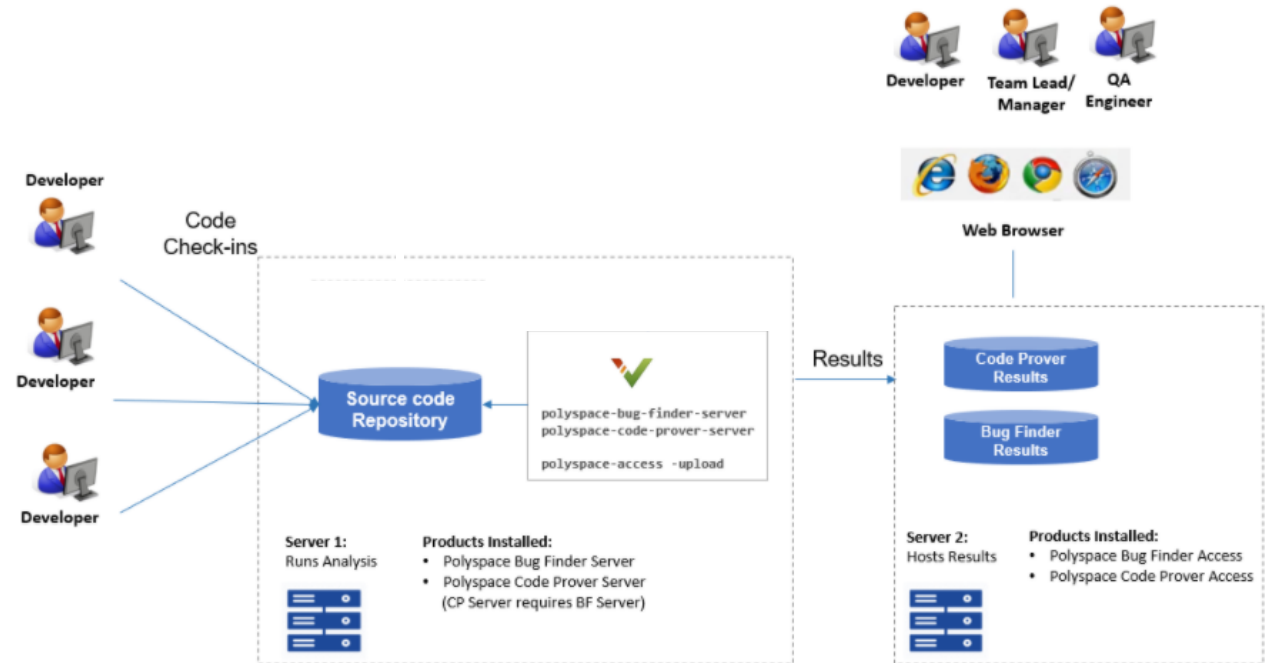 Developer
Team Lead/
Manager
QA
Engineer
Web Browser
Developer
Developer
Developer
Code
Check-ins
Source code
Repository
polyspace-bug-finder-server
polyspace-code-prover-server
polyspace-access -upload
Server 1:
Runs Analysis
Products Installed:
• Polyspace Bug Finder Server
• Polyspace Code Prover Server
(CP Server requires BF Server)
Results
Code Prover
Results
Bug Finder
Results
Server 2:
Hosts Results
Products Installed:
• Polyspace Bug Finder Access
• Polyspace Code Prover Access